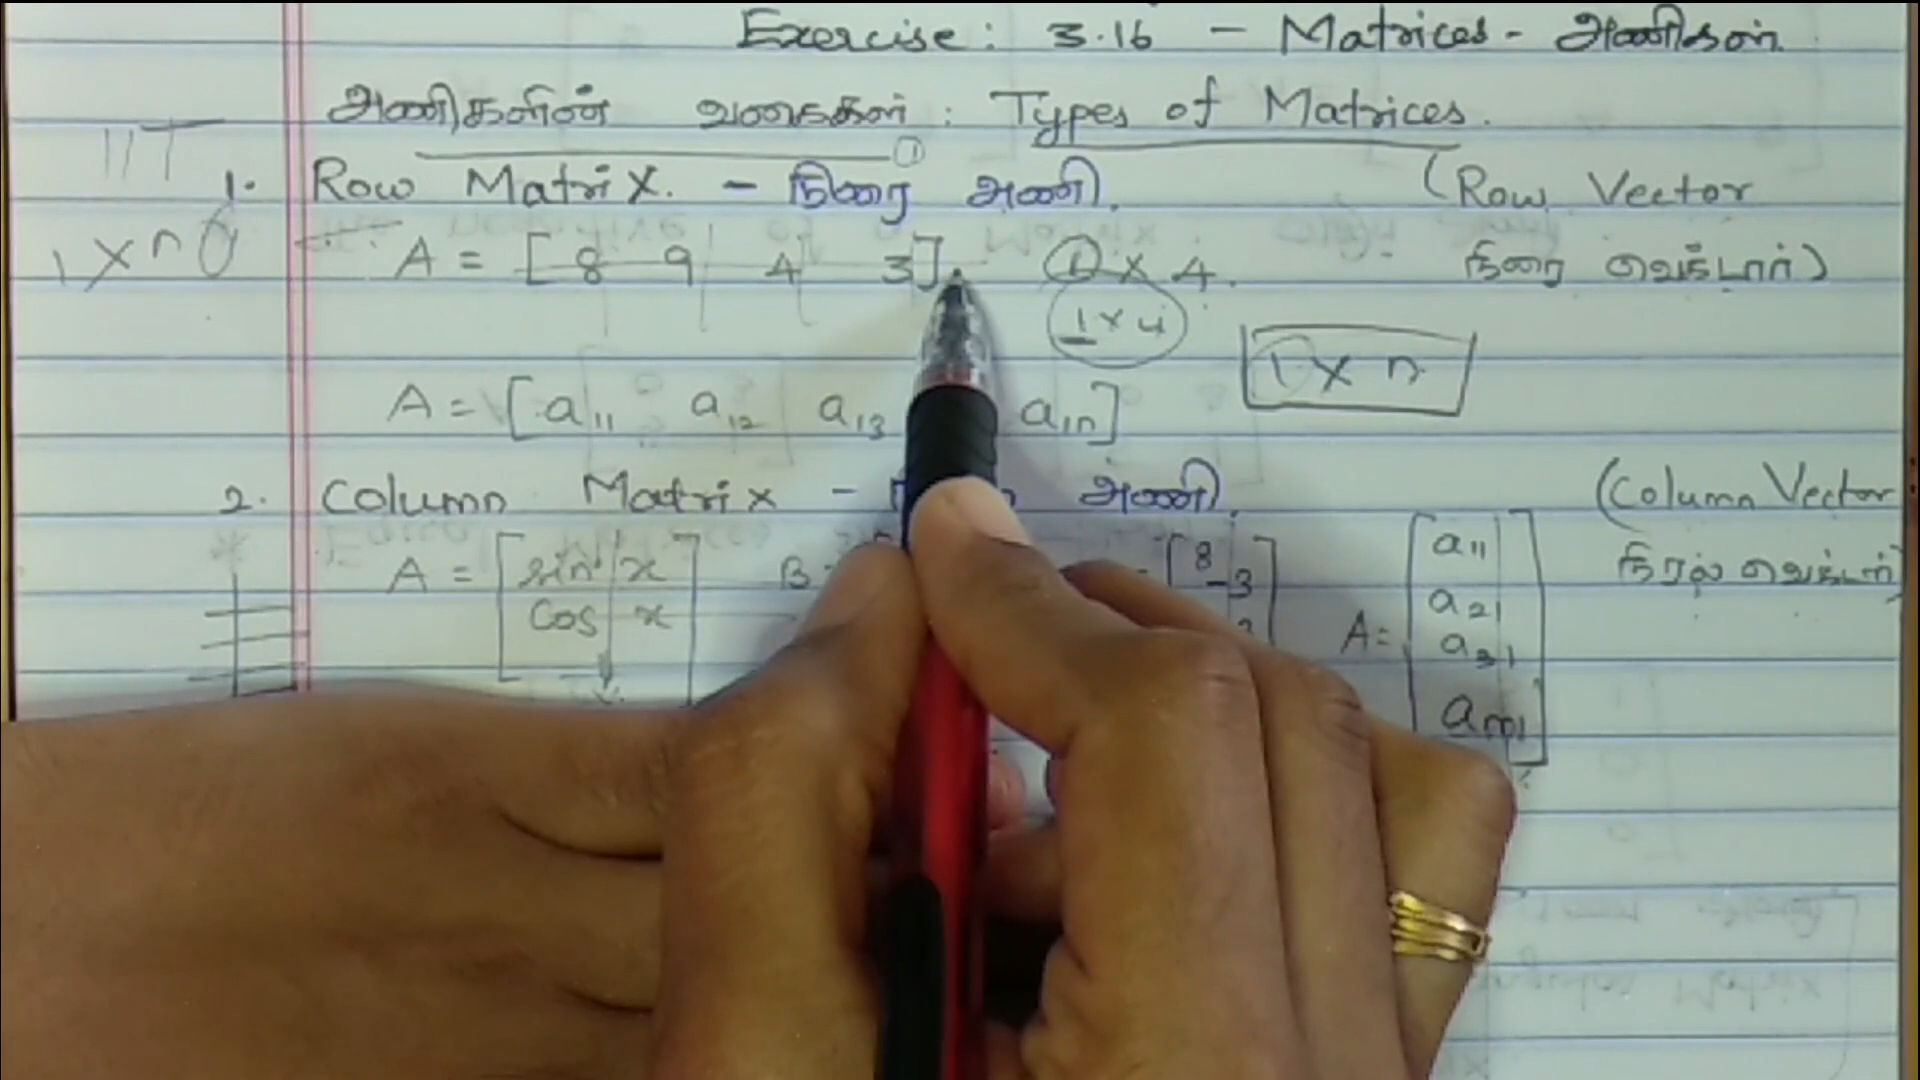 Exercise: 3.16 - Matrices - அணிகள்.
அணிகளின் வகைகள் : Types of Matrices.
1. Row Matrix. - நிரை அணி. (Row Vector
1 x n
A = [ 8 9 4 3 ] 1 x 4. நிரை வெக்டார்)
1 x 4
1 x n
A = [ a11 a12 a13 a1n ]
2. Column Matrix - அணி. (Column Vector
நிரல் வெக்டர்)
A = [ sin x B 8 A = [ a11
cos x ] -3 a21
a31
am1 ]